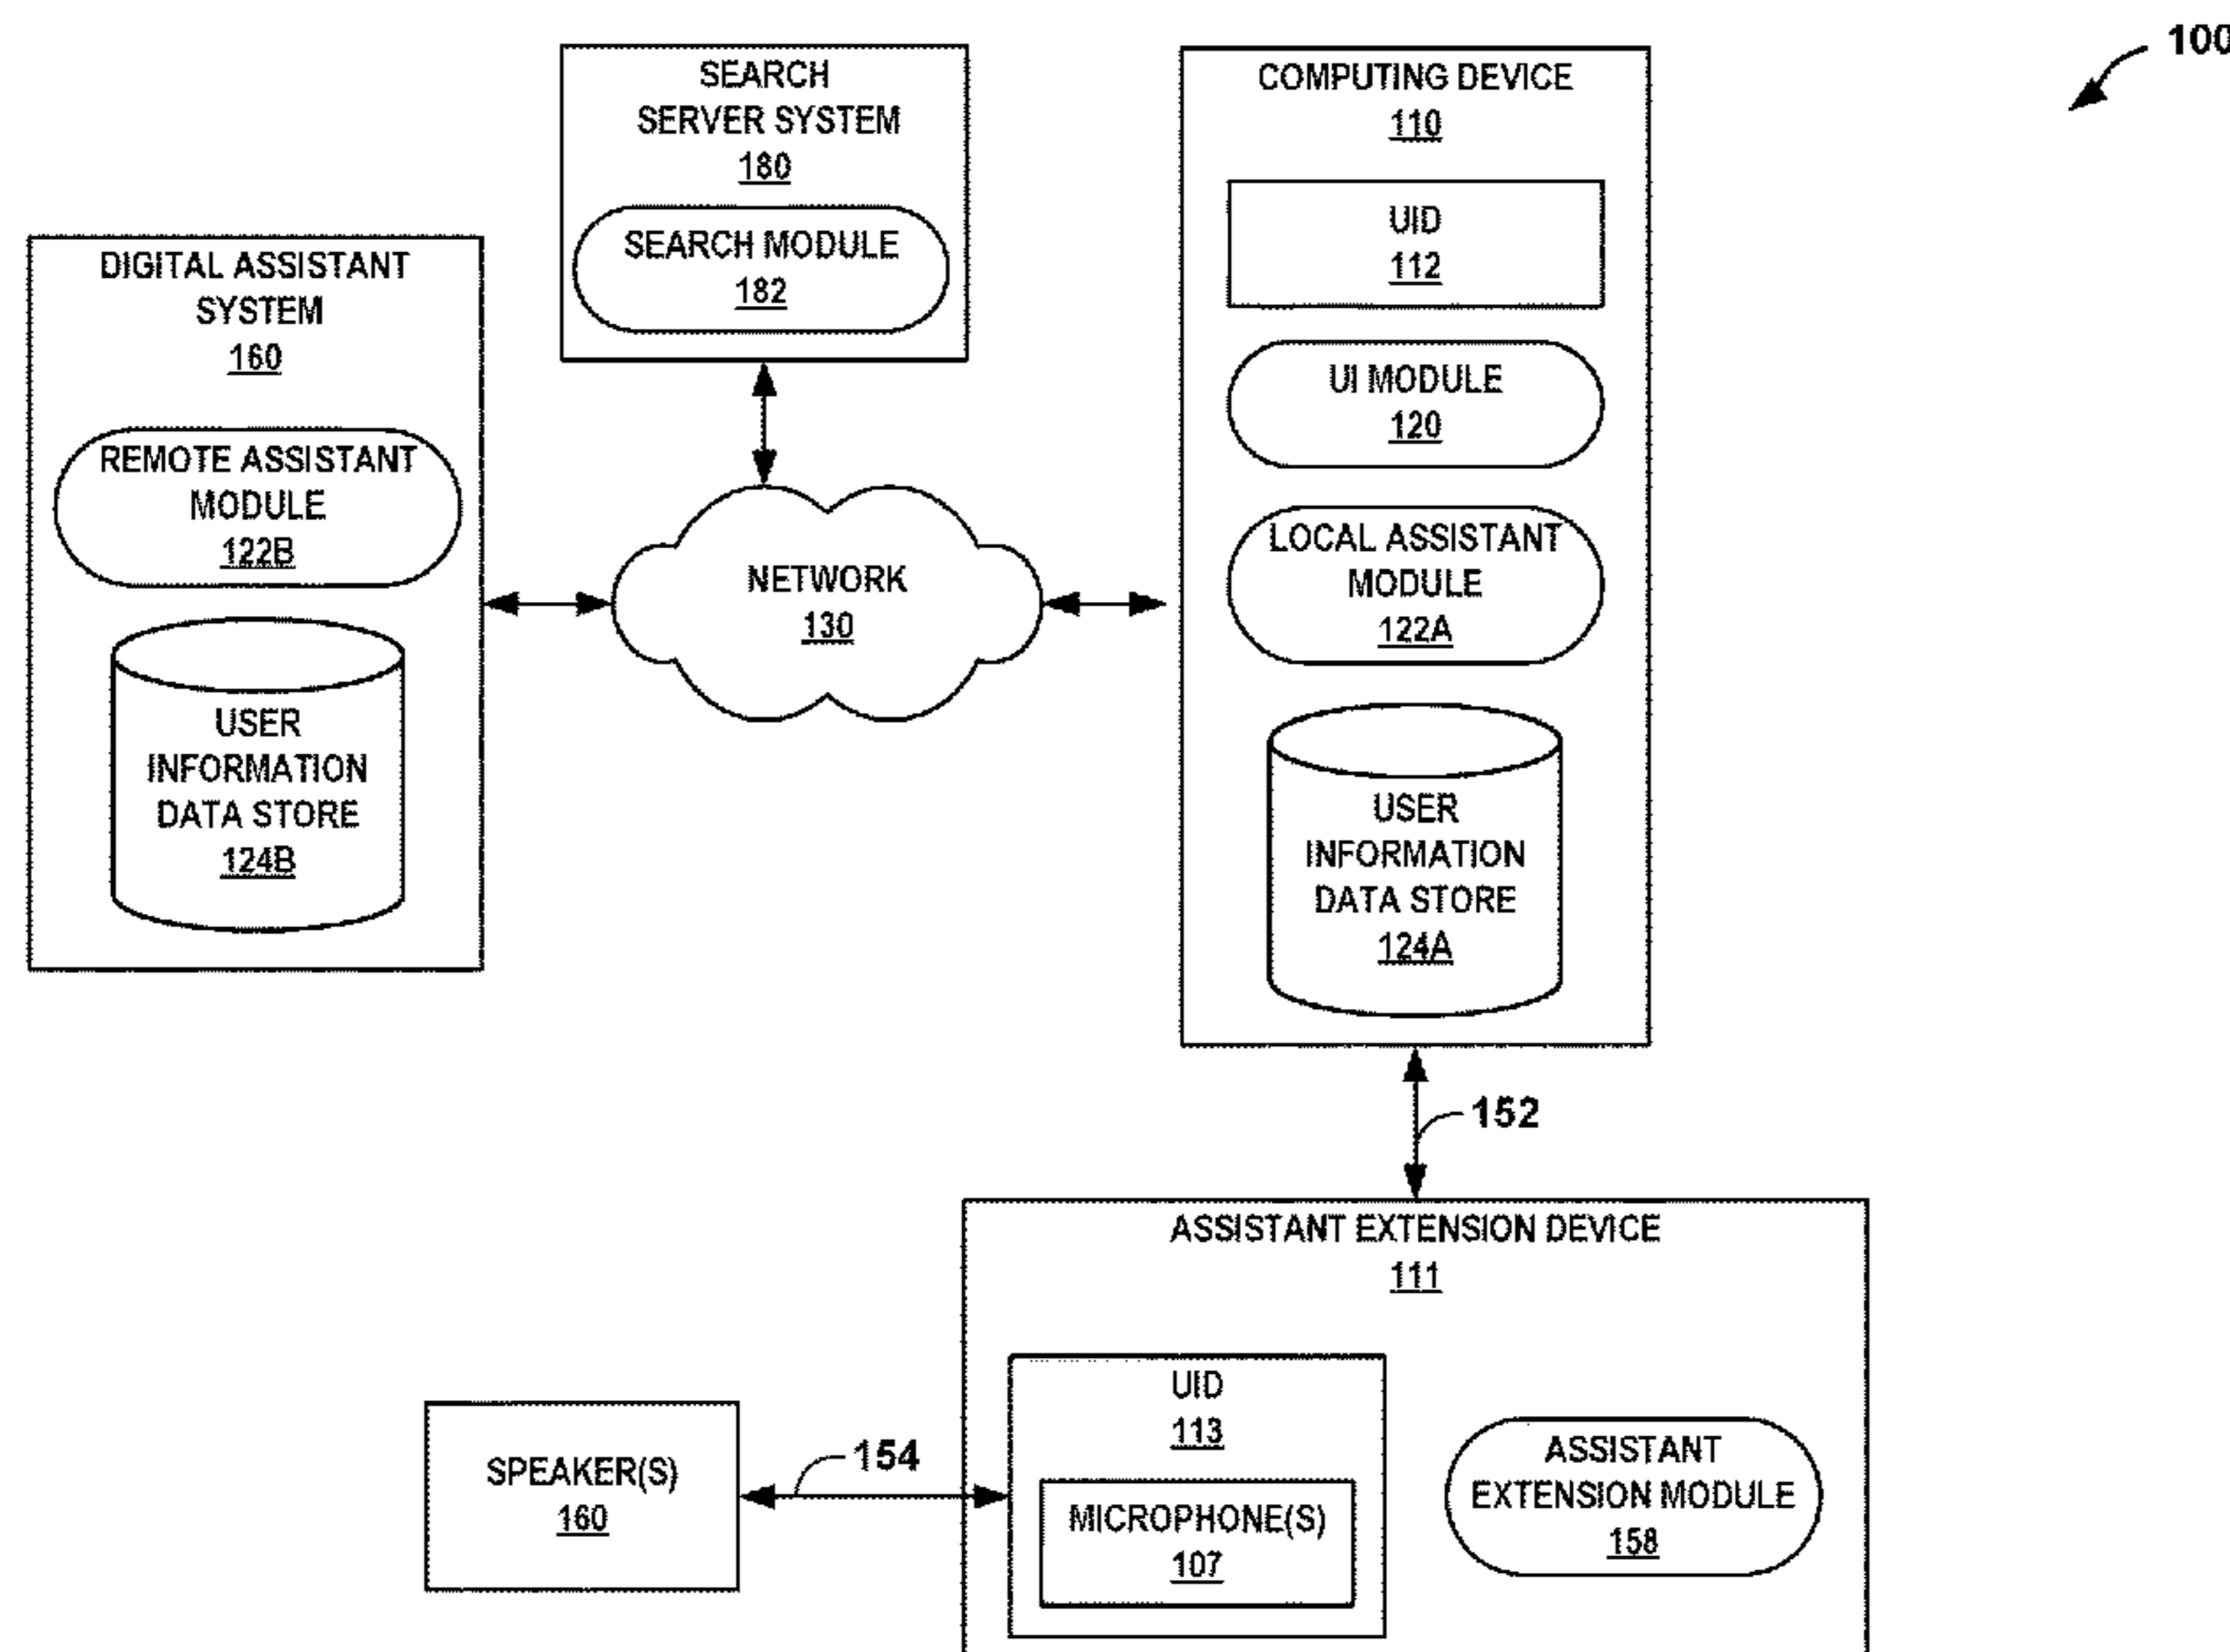 100
SEARCH
SERVER SYSTEM
180
SEARCH MODULE
182
COMPUTING DEVICE
110
UID
112
UI MODULE
120
LOCAL ASSISTANT
MODULE
122A
USER
INFORMATION
DATA STORE
124A
DIGITAL ASSISTANT
SYSTEM
160
REMOTE ASSISTANT
MODULE
122B
USER
INFORMATION
DATA STORE
124B
NETWORK
130
152
ASSISTANT EXTENSION DEVICE
111
UID
113
MICROPHONE(S)
107
ASSISTANT
EXTENSION MODULE
158
SPEAKER(S)
160
154